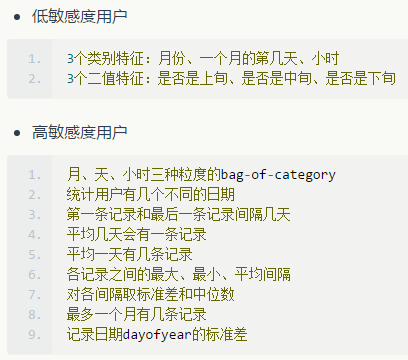 低敏感度用户
1. 3个类别特征：月份、一个月的第几天、小时
2. 3个二值特征：是否是上旬、是否是中旬、是否是下旬
高敏感度用户
1. 月、天、小时三种粒度的bag-of-category
2. 统计用户有几个不同的日期
3. 第一条记录和最后一条记录间隔几天
4. 平均几天会有一条记录
5. 平均一天有几条记录
6. 各记录之间的最大、最小、平均间隔
7. 对各间隔取标准差和中位数
8. 最多一个月有几条记录
9. 记录日期dayofyear的标准差